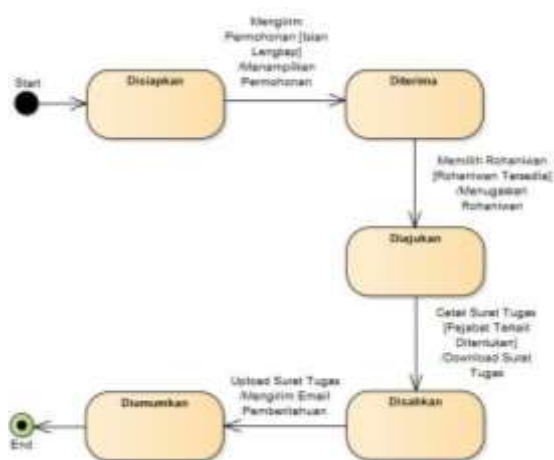 Mengirim
Permohonan [Isian
Lengkap]
/Menampilkan
Permohonan
Start
Disiapkan
Diterima
Memilih Rohaniwan
[Rohaniwan Tersedia]
/Menugaskan
Rohaniwan
Diajukan
Cetak Surat Tugas
[Pejabat Terkait
Ditentukan]
/Download Surat
Tugas
Upload Surat Tugas
/Mengirim Email
Pemberitahuan
Diumumkan
Disahkan
End